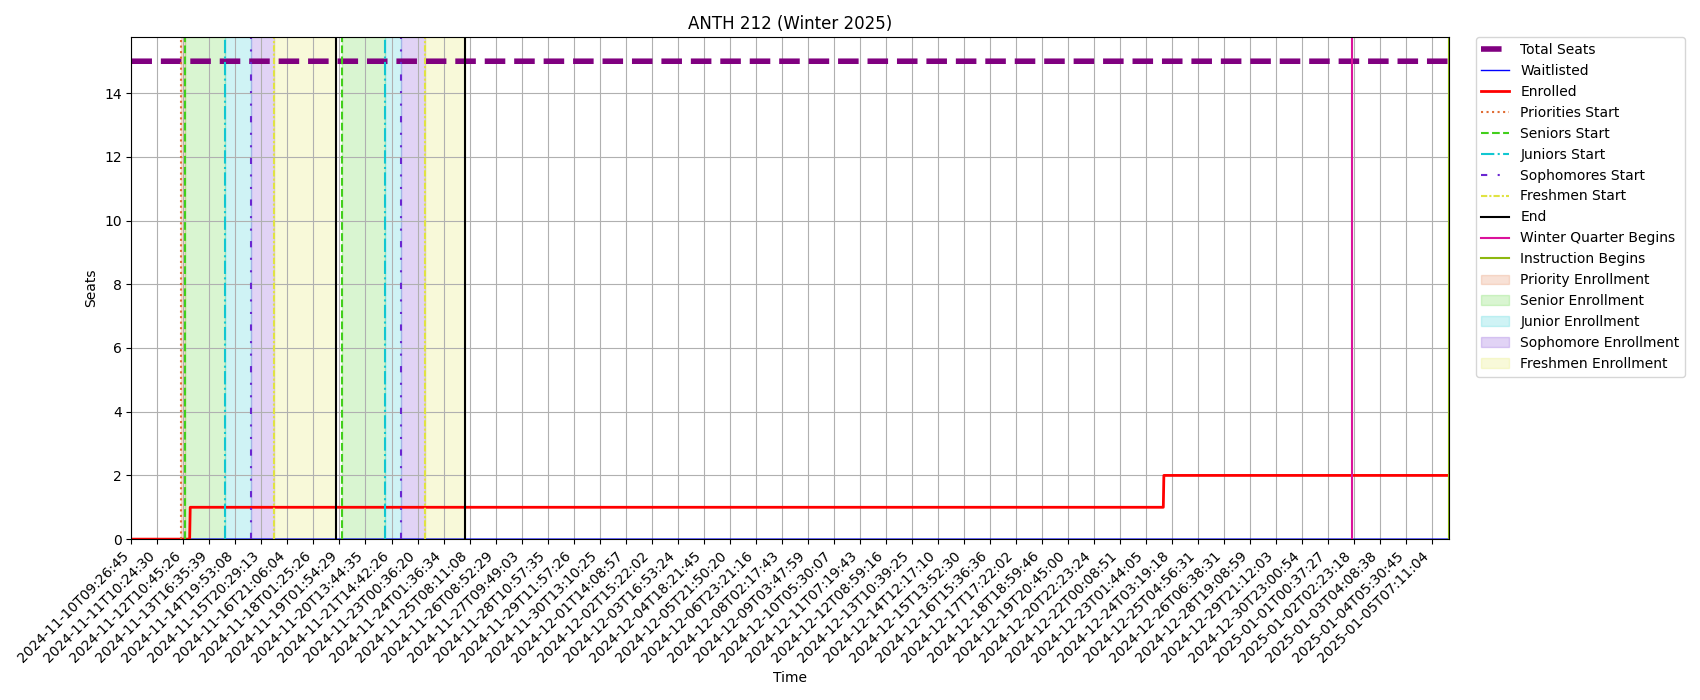 ANTH 212 (Winter 2025)
Seats
14
12
10
8
6
4
2
0
2024-11-10T09:26:45
2024-11-11T10:24:30
2024-11-12T10:45:26
2024-11-13T16:35:39
2024-11-14T19:53:08
2024-11-15T20:29:13
2024-11-16T21:06:04
2024-11-18T01:25:26
2024-11-19T01:54:29
2024-11-20T13:44:35
2024-11-21T14:42:26
2024-11-23T00:36:20
2024-11-24T01:36:34
2024-11-25T08:11:08
2024-11-26T08:52:29
2024-11-27T09:49:03
2024-11-28T10:57:35
2024-11-29T11:57:26
2024-11-30T13:10:25
2024-12-01T14:08:57
2024-12-02T15:22:02
2024-12-03T16:53:24
2024-12-04T18:21:45
2024-12-05T21:50:20
2024-12-06T23:21:16
2024-12-08T02:17:43
2024-12-09T03:47:59
2024-12-10T05:30:07
2024-12-11T07:19:43
2024-12-12T08:59:16
2024-12-13T10:39:25
2024-12-14T12:17:10
2024-12-15T13:52:30
2024-12-16T15:36:36
2024-12-17T17:22:02
2024-12-18T18:59:46
2024-12-19T20:45:00
2024-12-20T22:23:24
2024-12-22T00:08:51
2024-12-23T01:44:05
2024-12-24T03:19:18
2024-12-25T04:56:31
2024-12-26T06:38:31
2024-12-28T19:08:59
2024-12-29T21:12:03
2024-12-30T23:00:54
2025-01-01T00:37:27
2025-01-02T02:23:18
2025-01-03T04:08:38
2025-01-04T05:30:45
2025-01-05T07:11:04
Time
Total Seats
Waitlisted
Enrolled
Priorities Start
Seniors Start
Juniors Start
Sophomores Start
Freshmen Start
End
Winter Quarter Begins
Instruction Begins
Priority Enrollment
Senior Enrollment
Junior Enrollment
Sophomore Enrollment
Freshmen Enrollment